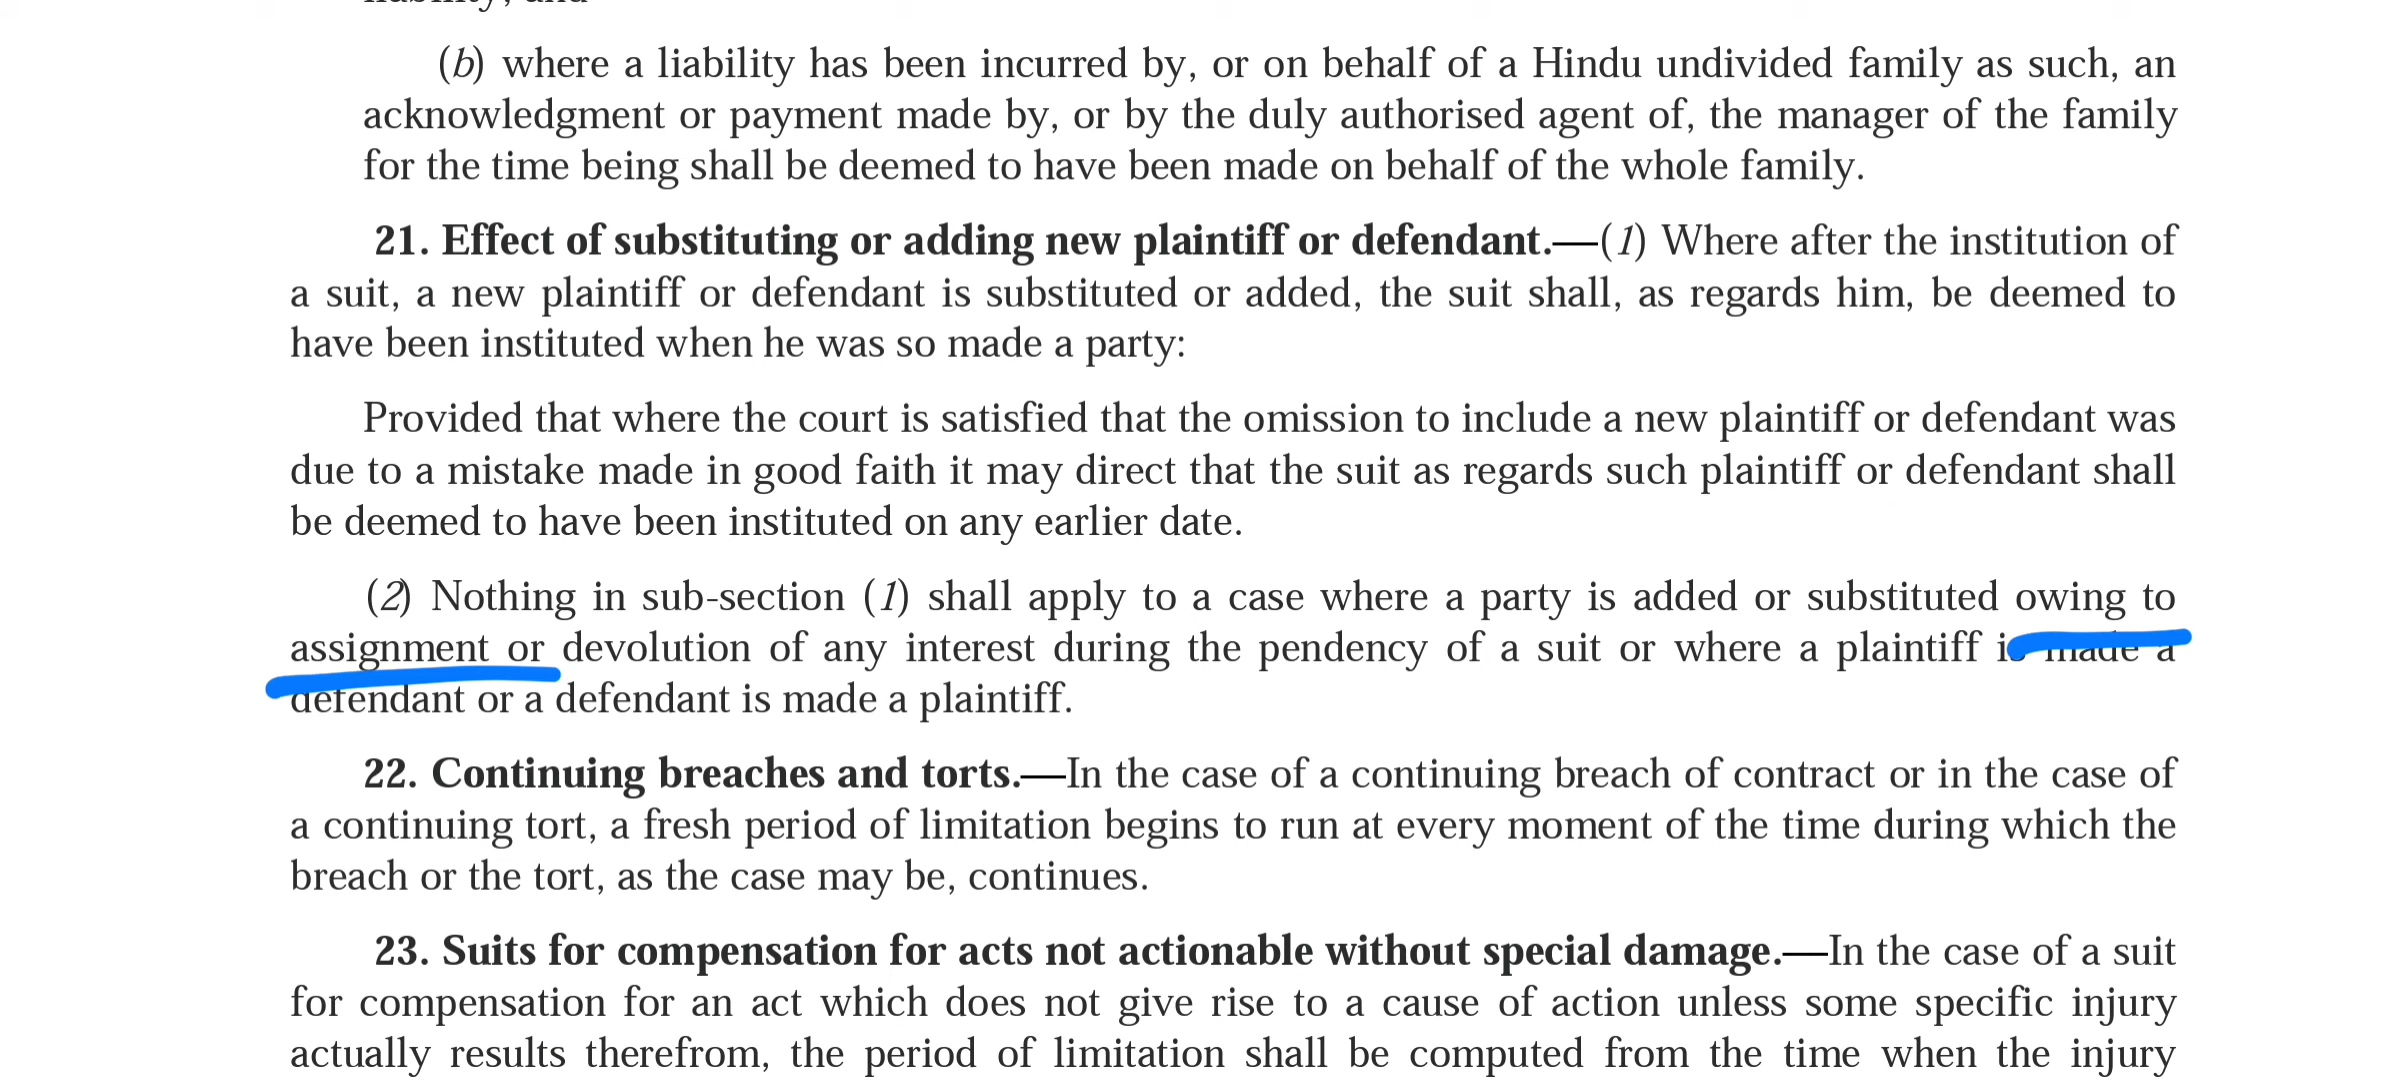 liability, and
(b) where a liability has been incurred by, or on behalf of a Hindu undivided family as such, an
acknowledgment or payment made by, or by the duly authorised agent of, the manager of the family
for the time being shall be deemed to have been made on behalf of the whole family.
21. Effect of substituting or adding new plaintiff or defendant.—(1) Where after the institution of
a suit, a new plaintiff or defendant is substituted or added, the suit shall, as regards him, be deemed to
have been instituted when he was so made a party:
Provided that where the court is satisfied that the omission to include a new plaintiff or defendant was
due to a mistake made in good faith it may direct that the suit as regards such plaintiff or defendant shall
be deemed to have been instituted on any earlier date.
(2) Nothing in sub-section (1) shall apply to a case where a party is added or substituted owing to
assignment or devolution of any interest during the pendency of a suit or where a plaintiff is made a
defendant or a defendant is made a plaintiff.
22. Continuing breaches and torts.—In the case of a continuing breach of contract or in the case of
a continuing tort, a fresh period of limitation begins to run at every moment of the time during which the
breach or the tort, as the case may be, continues.
23. Suits for compensation for acts not actionable without special damage.—In the case of a suit
for compensation for an act which does not give rise to a cause of action unless some specific injury
actually results therefrom, the period of limitation shall be computed from the time when the injury